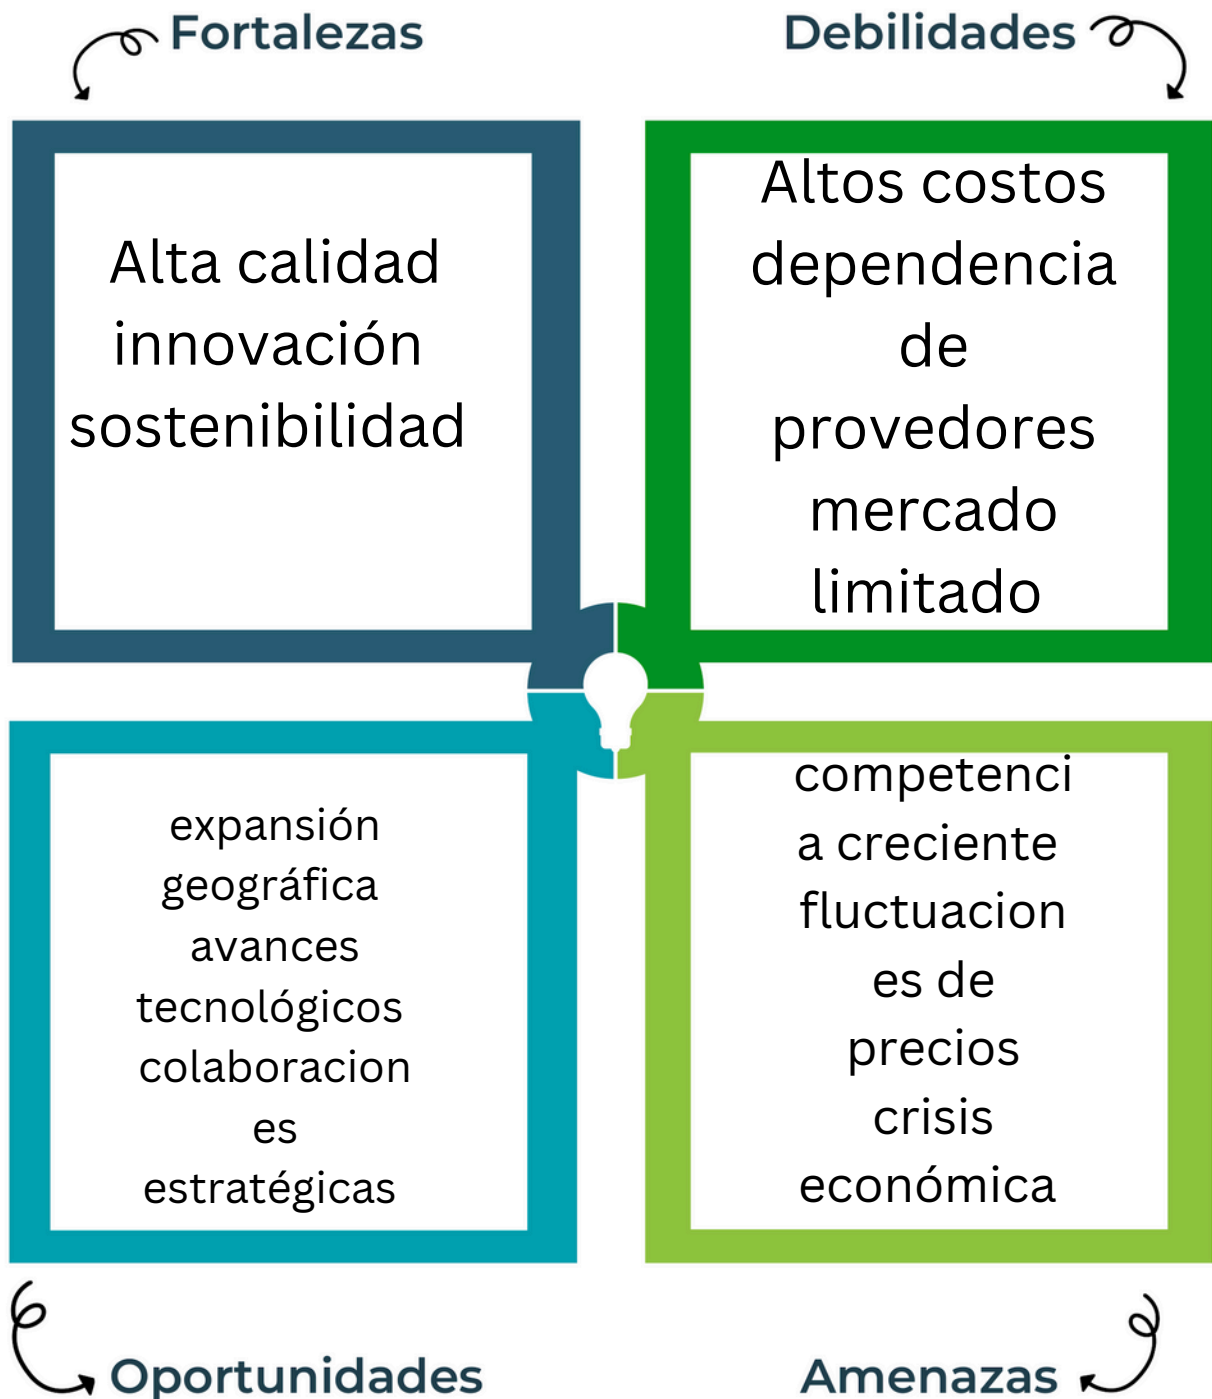 Fortalezas
Alta calidad
innovación
sostenibilidad
Debilidades
Altos costos
dependencia
de
provedores
mercado
limitado
expansión
geográfica
avances
tecnológicos
colaboracion
es
estratégicas
Oportunidades
competenci
a creciente
fluctuacion
es de
precios
crisis
económica
Amenazas